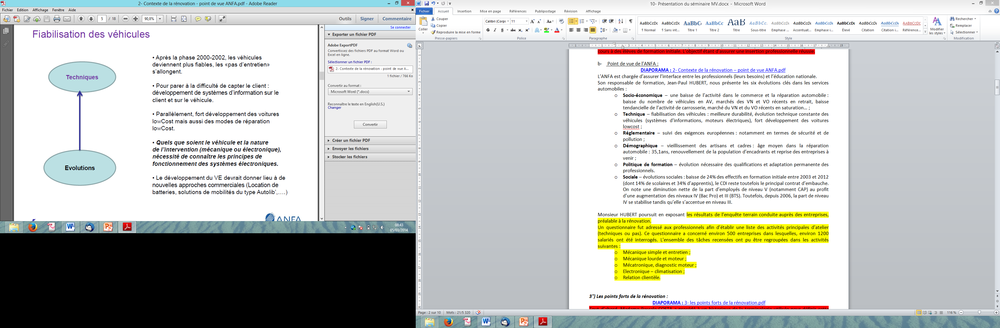 2- Contexte de la rénovation - point de vue ANFA.pdf - Adobe Reader
Fichier Edition Affichage Fenêtre Aide
5 / 18 90,8% Outils Signer Commentaire
Fiabilisation des véhicules
Techniques
Evolutions
• Après la phase 2000-2002, les véhicules
deviennent plus fiables, les «pas d’entretien»
s’allongent.
• Pour parer à la difficulté de capter le client :
développement de systèmes d’information sur le
client et sur le véhicule.
• Parallèlement, fort développement des voitures
lowCost mais aussi des modes de réparation
lowCost.
• Quels que soient le véhicule et la nature
de l’intervention (mécanique ou électronique),
nécessité de connaître les principes de
fonctionnement des systèmes électroniques.
• Le développement du VE devrait donner lieu à de
nouvelles approches commerciales (Location de
batteries, solutions de mobilités du type Autolib’,….)
ANFA
Se connecter
Exporter un fichier PDF
Adobe ExportPDF
Convertissez des fichiers PDF au format Word ou
Excel en ligne.
Sélectionner un fichier PDF :
2- Contexte de la rénovation - point de vue A...
1 fichier / 766 Ko
Convertir au format :
Microsoft Word (*.docx)
Reconnaître le texte en English(U.S.)
Changer
Convertir
Créer un fichier PDF
Envoyer les fichiers
Stocker les fichiers
08:43
05/03/2014
10- Présentation du séminaire MV.docx - Microsoft Word
Fichier Accueil Insertion Mise en page Références Publipostage Révision Affichage
Coller
Couper
Copier
Reproduire la mise en forme
Presse-papiers
Calibri (Corps 11
G I S abc x₂ x²
Police
Paragraphe
AaBbCcDc AaBbCcDc AaBbC AaBbCc AaB AaBbCc. AaBbCcDc AaBbCcDc AaBbCcDc AaBbCcDc AaBbCcDc AaBbCcDc AABBCCDC
¶ Normal ¶ Sans int... Titre 1 Titre 2 Titre Sous-titre Emphase ... Accentuat... Emphase i... Élevé Citation Citation i... Référence...
Style
Modifier
les styles
Rechercher
Remplacer
Sélectionner
Modification
cours à des élèves de formation initiale. L’objectif étant d’assurer une insertion professionnelle réussie.
b- Point de vue de l’ANFA :
DIAPORAMA : 2- Contexte de la rénovation – point de vue ANFA.pdf
L’ANFA est chargée d’assurer l’interface entre les professionnels (leurs besoins) et l’éducation nationale.
Son responsable de formation, Jean-Paul HUBERT, nous présente les six évolutions clés dans les services
automobiles :
o Socio-économique – une baisse de l’activité dans le commerce et la réparation automobile :
baisse du nombre de véhicules en AV, marchés des VN et VO récents en retrait, baisse
tendancielle de l’activité de carrosserie, marché du VN et du VO récents en saturation… ;
o Technique – fiabilisation des véhicules : meilleure durabilité, évolution technique constante des
véhicules (systèmes d’informations, moteurs électriques), fort développement des voitures
lowcost ;
o Réglementaire – suivi des exigences européennes : notamment en termes de sécurité et de
pollution ;
o Démographique – vieillissement des artisans et cadres : âge moyen dans la réparation
automobile : 35,1ans, renouvellement de la population d’encadrants et reprise des entreprises à
venir ;
o Politique de formation – évolution nécessaire des qualifications et adaptation permanente des
professionnels.
o Sociale – évolutions sociales : baisse de 24% des effectifs en formation initiale entre 2003 et 2012
(dont 14% de scolaires et 34% d’apprentis), le CDI reste toutefois le principal contrat d’embauche.
On note une diminution nette de la part d’employés de niveau V (notamment CAP) au profit
d’une augmentation des niveaux IV (Bac Pro) et III (BTS). Toutefois, depuis 2006, la part de niveau
IV se stabilise tandis qu’elle s’accentue en niveau III.
Monsieur HUBERT poursuit en exposant les résultats de l’enquête terrain conduite auprès des entreprises,
préalable à la rénovation.
Un questionnaire fut adressé aux professionnels afin d’établir une liste des activités principales d’atelier
(techniques ou pas). Ce questionnaire a concerné environ 500 entreprises dans lesquelles, environ 1200
salariés ont été interrogés. L’ensemble des tâches recensées ont pu être regroupées dans les activités
suivantes :
o Mécanique simple et entretien ;
o Mécanique lourde et moteur ;
o Mécatronique, diagnostic moteur ;
o Electronique – climatisation ;
o Relation clientèle.
3°) Les points forts de la rénovation :
DIAPORAMA : 3- les points forts de la rénovation.pdf
Tout d’abord, Madame Pascale COSTA a procédé à un historique de la terminologie utilisée pour définir cette
Page : 2 sur 10 Mots : 21/5 320 116 %